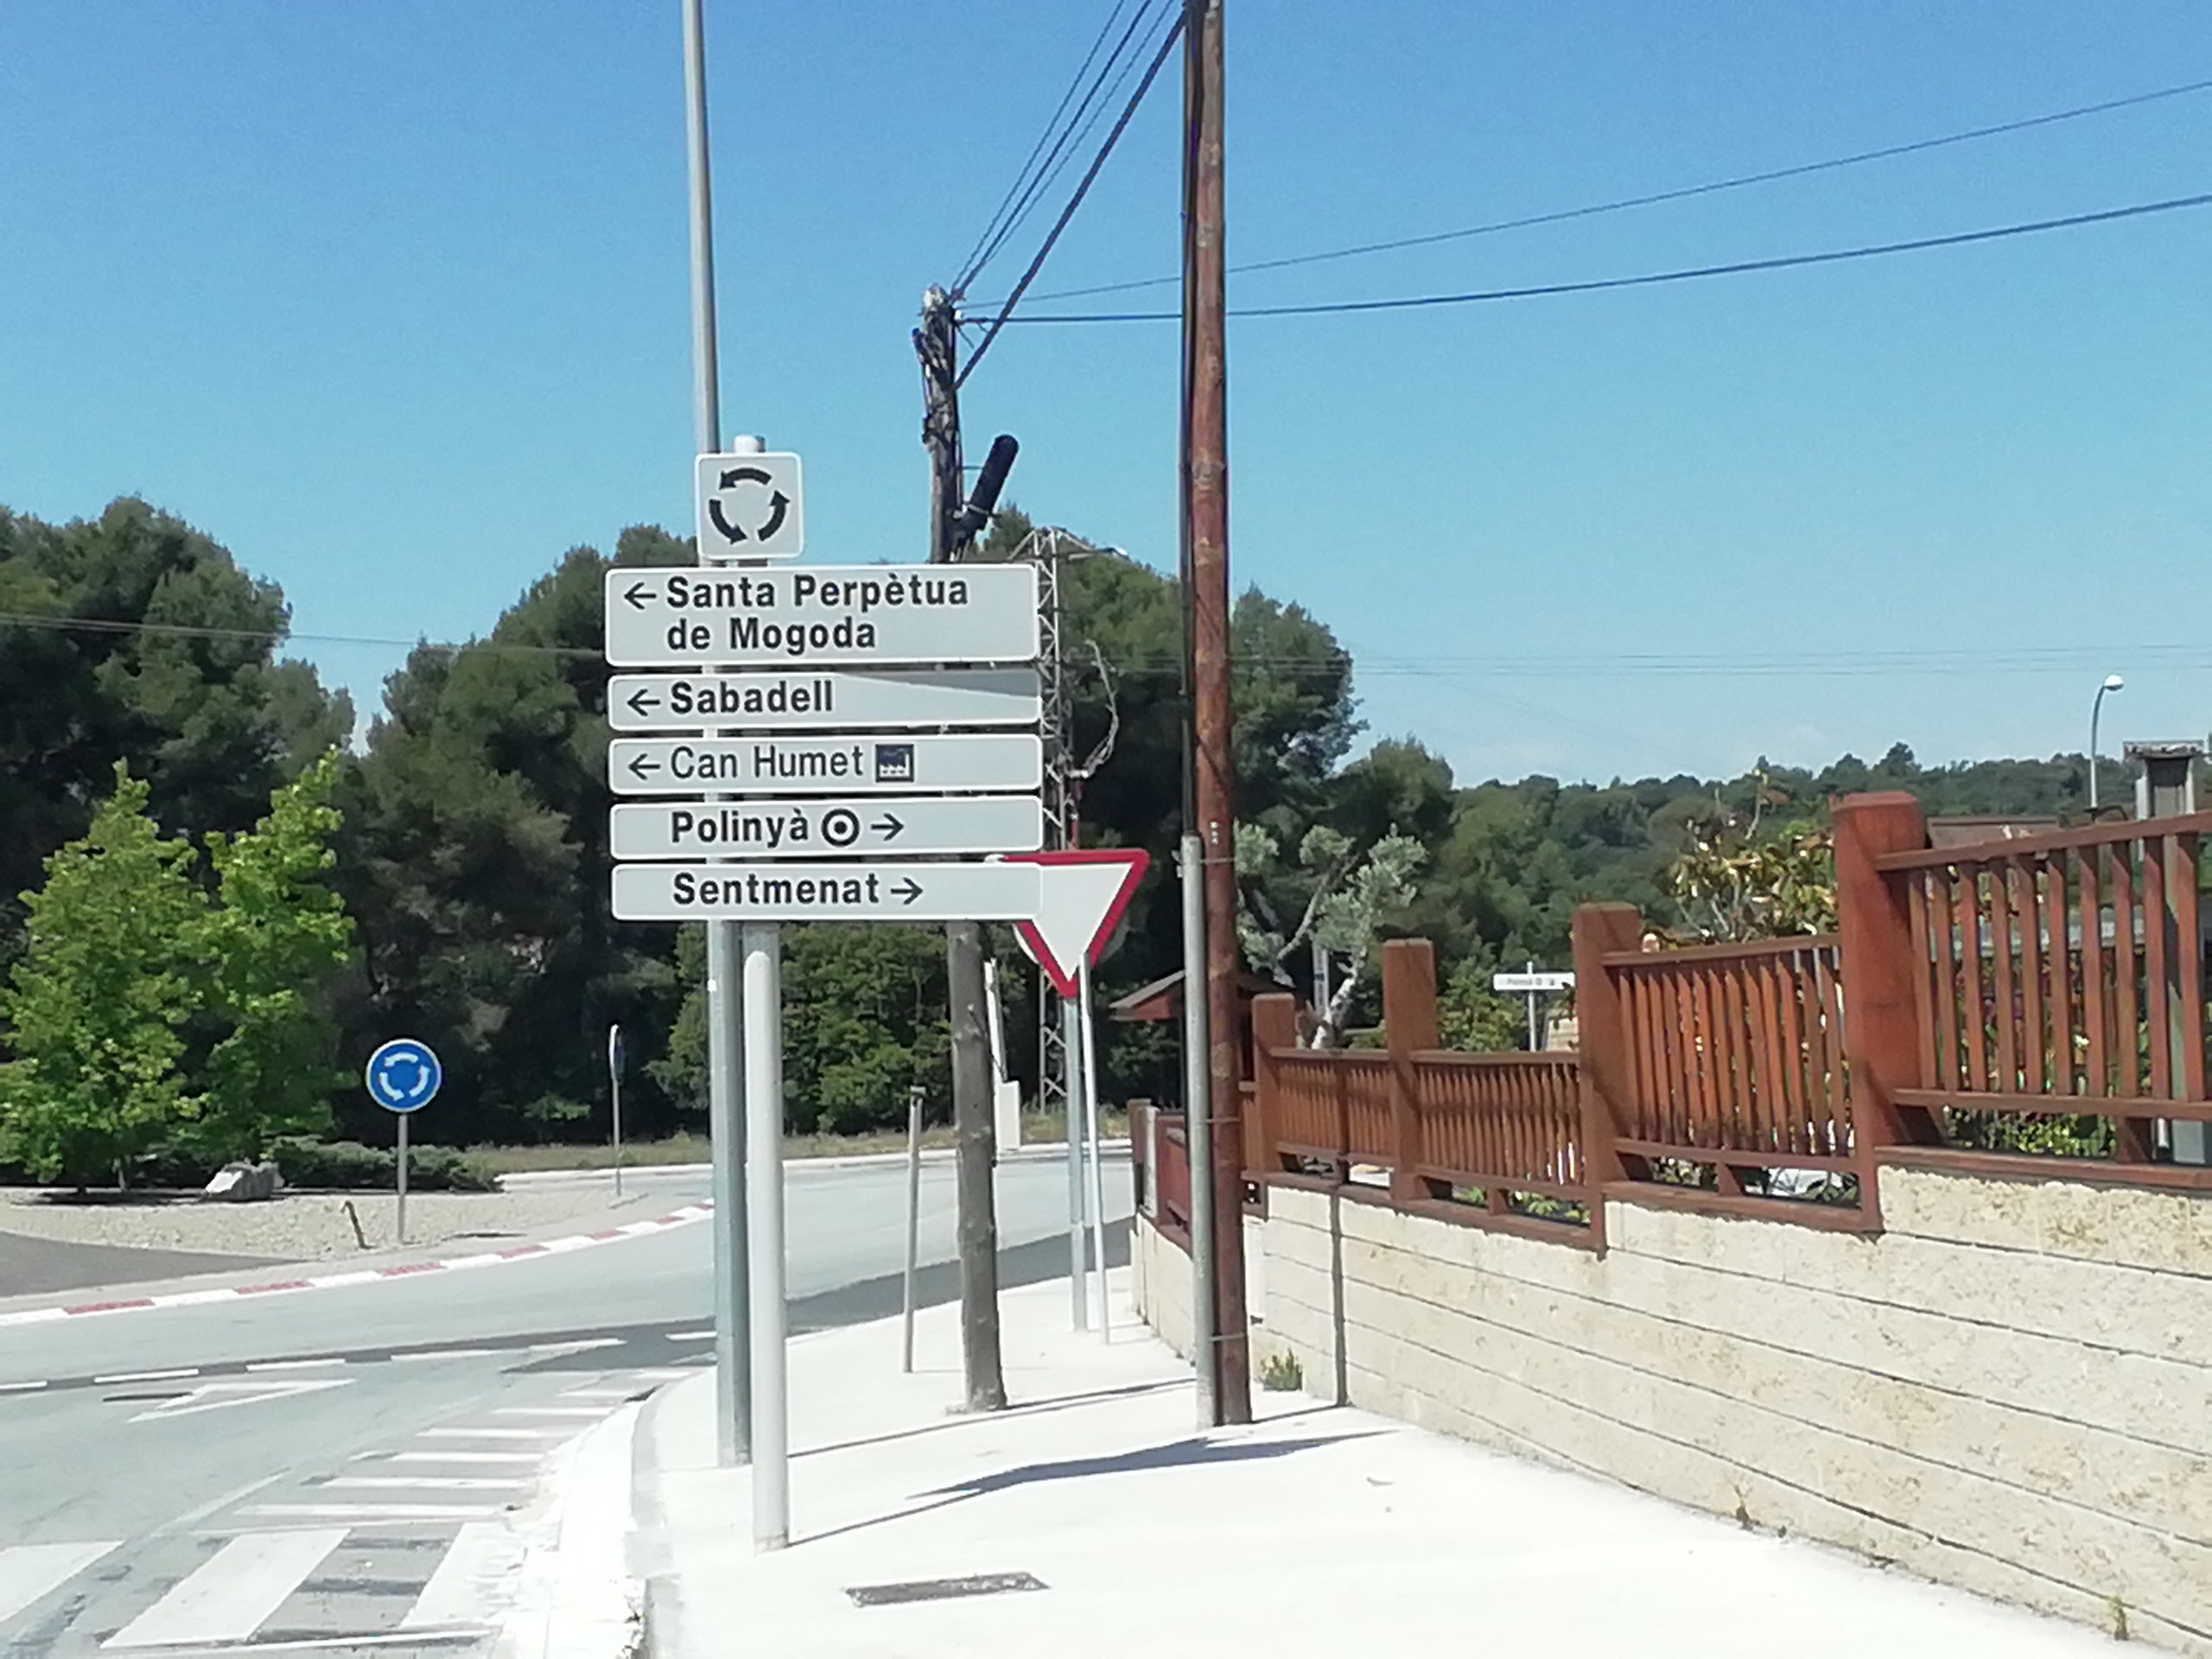 Santa Perpètua
de Mogoda
Sabadell
Can Humet
Polinyà
Sentmenat